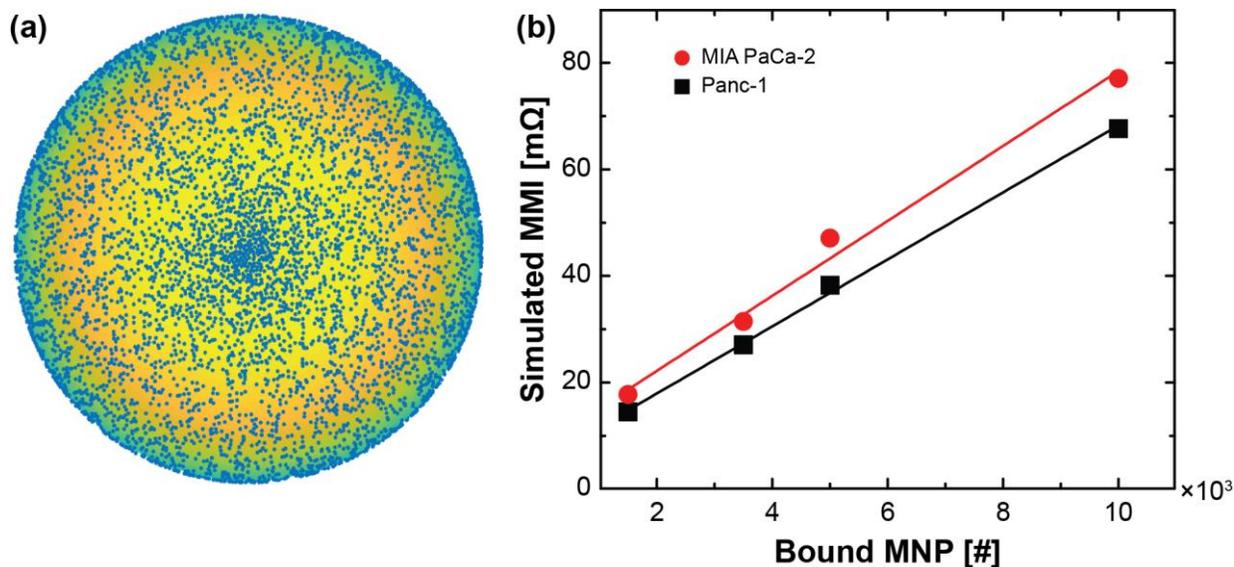 (a)
(b)
MIA PaCa-2
Panc-1
Simulated MMI [mΩ]
80
60
40
20
0
2 4 6 8 10
×10³
Bound MNP [#]